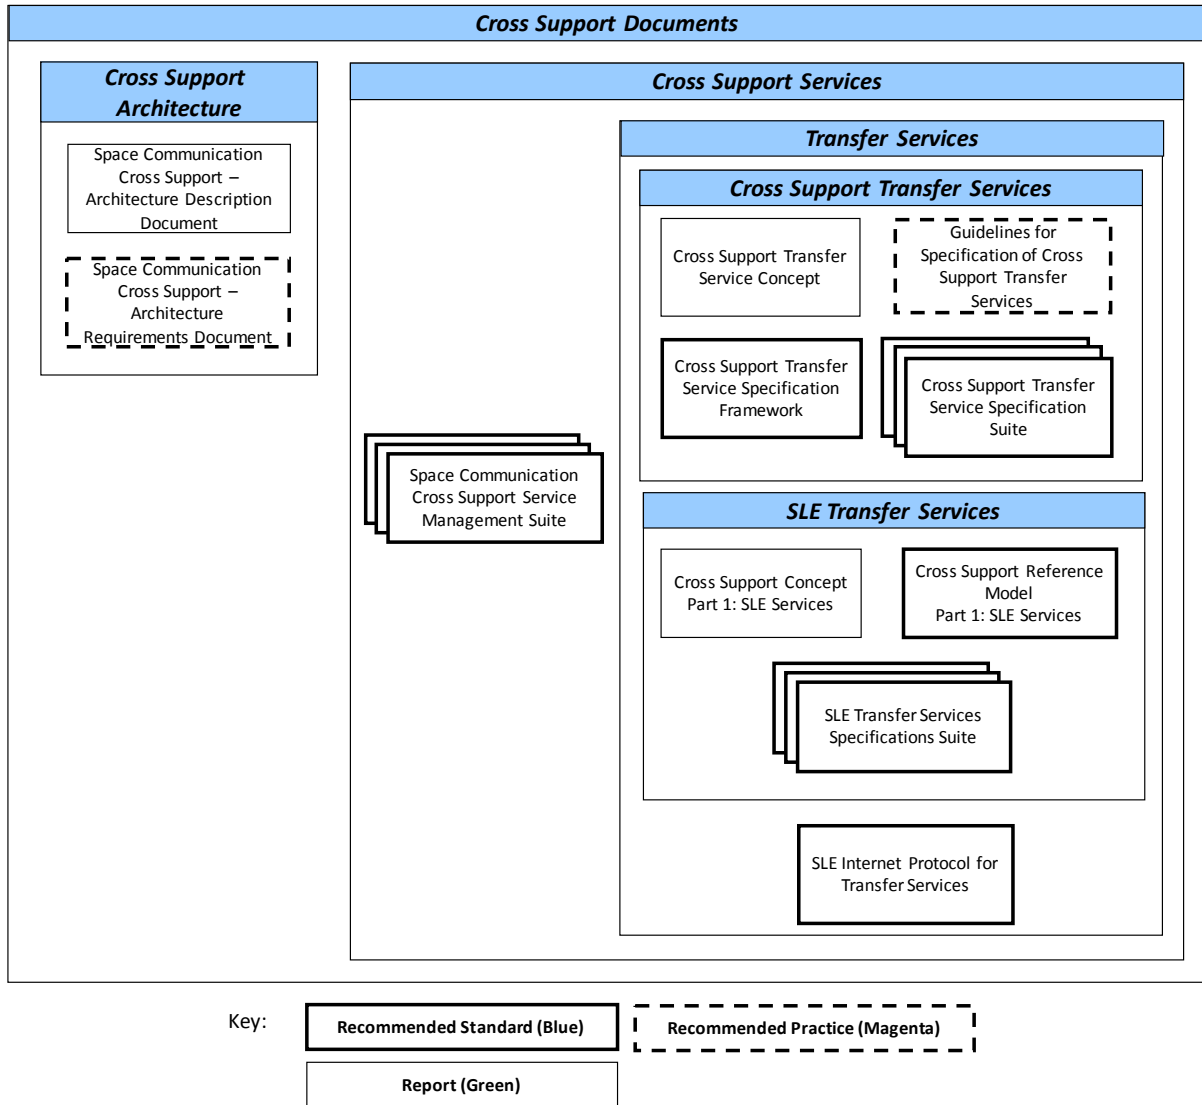 Cross Support Documents
Cross Support
Architecture
Space Communication
Cross Support –
Architecture Description
Document
Space Communication
Cross Support –
Architecture
Requirements Document
Cross Support Services
Space Communication
Cross Support Service
Management Suite
Transfer Services
Cross Support Transfer Services
Cross Support Transfer
Service Concept
Guidelines for
Specification of Cross
Support Transfer
Services
Cross Support Transfer
Service Specification
Framework
Cross Support Transfer
Service Specification
Suite
SLE Transfer Services
Cross Support Concept
Part 1: SLE Services
Cross Support Reference
Model
Part 1: SLE Services
SLE Transfer Services
Specifications Suite
SLE Internet Protocol for
Transfer Services
Key:
Recommended Standard (Blue)
Recommended Practice (Magenta)
Report (Green)